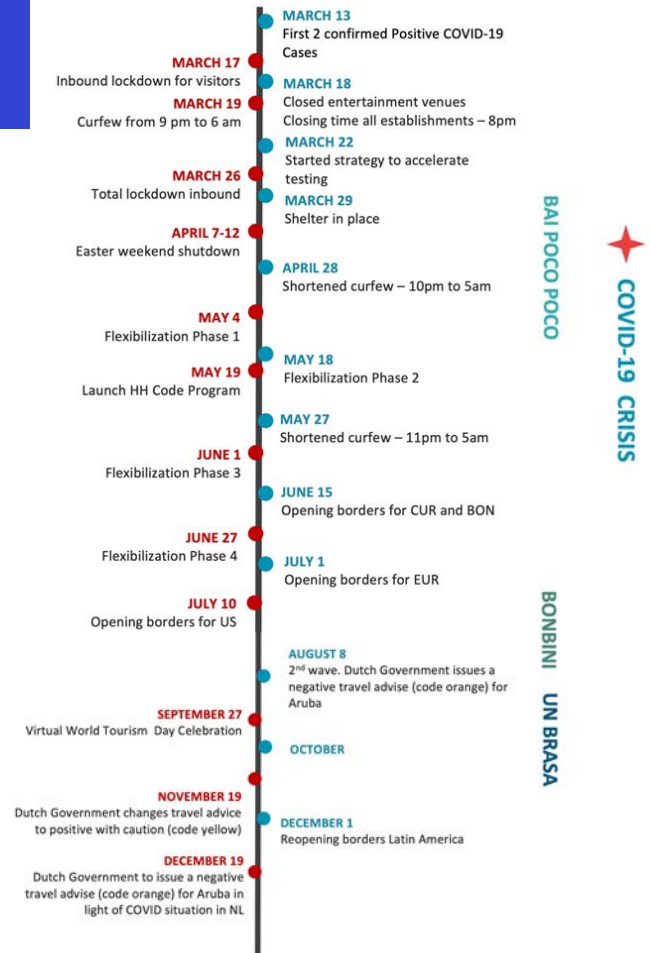 MARCH 13
First 2 confirmed Positive COVID-19
Cases
MARCH 17
Inbound lockdown for visitors
MARCH 18
Closed entertainment venues
Closing time all establishments – 8pm
MARCH 19
Curfew from 9 pm to 6 am
MARCH 22
Started strategy to accelerate
testing
MARCH 26
Total lockdown inbound
MARCH 29
Shelter in place
APRIL 7-12
Easter weekend shutdown
APRIL 28
Shortened curfew – 10pm to 5am
MAY 4
Flexibilization Phase 1
MAY 18
Flexibilization Phase 2
MAY 19
Launch HH Code Program
MAY 27
Shortened curfew – 11pm to 5am
JUNE 1
Flexibilization Phase 3
JUNE 15
Opening borders for CUR and BON
JUNE 27
Flexibilization Phase 4
JULY 1
Opening borders for EUR
JULY 10
Opening borders for US
AUGUST 8
2nd wave. Dutch Government issues a
negative travel advise (code orange) for
Aruba
SEPTEMBER 27
Virtual World Tourism Day Celebration
OCTOBER
NOVEMBER 19
Dutch Government changes travel advice
to positive with caution (code yellow)
DECEMBER 1
Reopening borders Latin America
DECEMBER 19
Dutch Government to issue a negative
travel advise (code orange) for Aruba in
light of COVID situation in NL
BAI POCO POCO
BONBINI UN BRASA
COVID-19 CRISIS